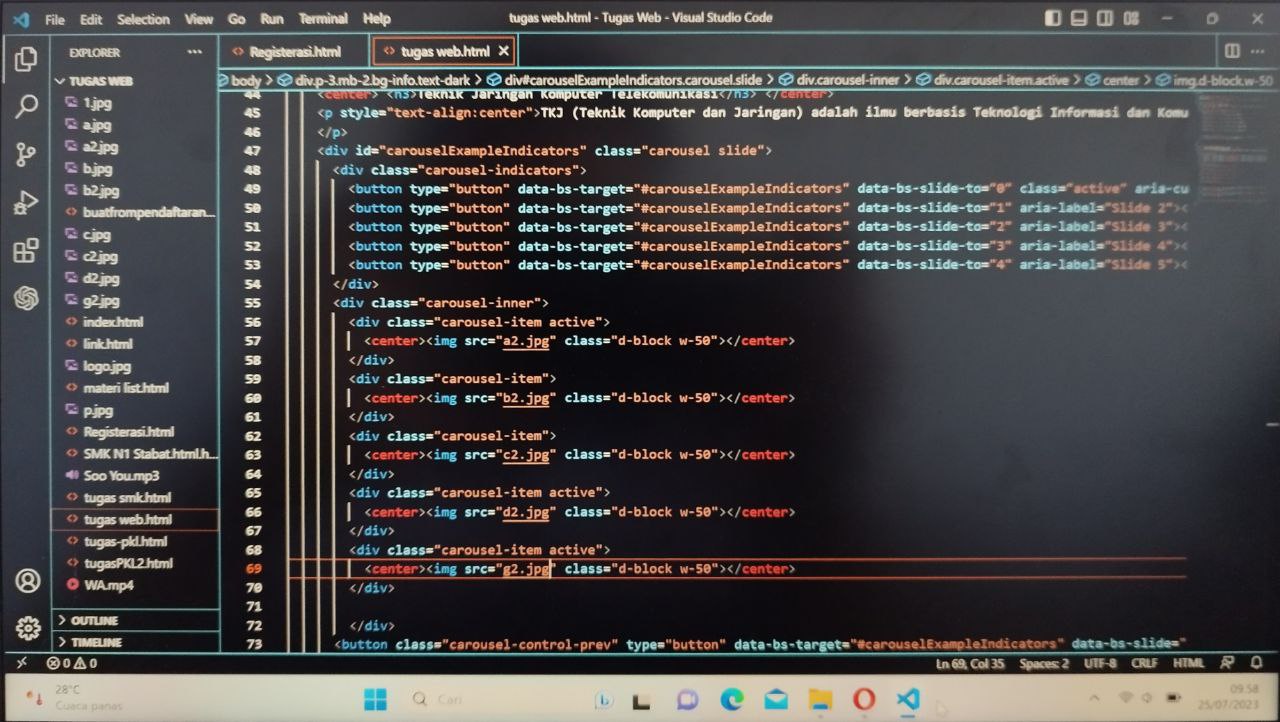 File Edit Selection View Go Run Terminal Help
tugas web.html - Tugas Web - Visual Studio Code
EXPLORER
TUGAS WEB
1.jpg
a.jpg
a2.jpg
b.jpg
b2.jpg
buatfrompendaftaran...
c.jpg
c2.jpg
d2.jpg
g2.jpg
index.html
link.html
logo.jpg
materi list.html
p.jpg
Registerasi.html
SMK N1 Stabat.html.h...
Soo You.mp3
tugas smk.html
tugas web.html
tugas-pkl.html
tugasPKL2.html
WA.mp4
OUTLINE
TIMELINE
Registerasi.html
tugas web.html
body > div.p-3.mb-2.bg-info.text-dark > div#carouselExampleIndicators.carousel.slide > div.carousel-inner > div.carousel-item.active > center > img.d-block.w-50
44 <center> <h3>Teknik Jaringan Komputer Telekomunikasi</h3> </center>
45 <p style="text-align:center">TKJ (Teknik Komputer dan Jaringan) adalah ilmu berbasis Teknologi Informasi dan Komu
46 </p>
47 <div id="carouselExampleIndicators" class="carousel slide">
48 <div class="carousel-indicators">
49 <button type="button" data-bs-target="#carouselExampleIndicators" data-bs-slide-to="0" class="active" aria-cu
50 <button type="button" data-bs-target="#carouselExampleIndicators" data-bs-slide-to="1" aria-label="Slide 2"><
51 <button type="button" data-bs-target="#carouselExampleIndicators" data-bs-slide-to="2" aria-label="Slide 3"><
52 <button type="button" data-bs-target="#carouselExampleIndicators" data-bs-slide-to="3" aria-label="Slide 4"><
53 <button type="button" data-bs-target="#carouselExampleIndicators" data-bs-slide-to="4" aria-label="Slide 5"><
54 </div>
55 <div class="carousel-inner">
56 <div class="carousel-item active">
57 <center><img src="a2.jpg" class="d-block w-50"></center>
58 </div>
59 <div class="carousel-item">
60 <center><img src="b2.jpg" class="d-block w-50"></center>
61 </div>
62 <div class="carousel-item">
63 <center><img src="c2.jpg" class="d-block w-50"></center>
64 </div>
65 <div class="carousel-item active">
66 <center><img src="d2.jpg" class="d-block w-50"></center>
67 </div>
68 <div class="carousel-item active">
69 <center><img src="g2.jpg" class="d-block w-50"></center>
70 </div>
71
72 </div>
73 <button class="carousel-control-prev" type="button" data-bs-target="#carouselExampleIndicators" data-bs-slide="
0 0
Ln 69, Col 35 Spaces: 2 UTF-8 CRLF HTML
28°C
Cuaca panas
Cari
09.58
25/07/2023